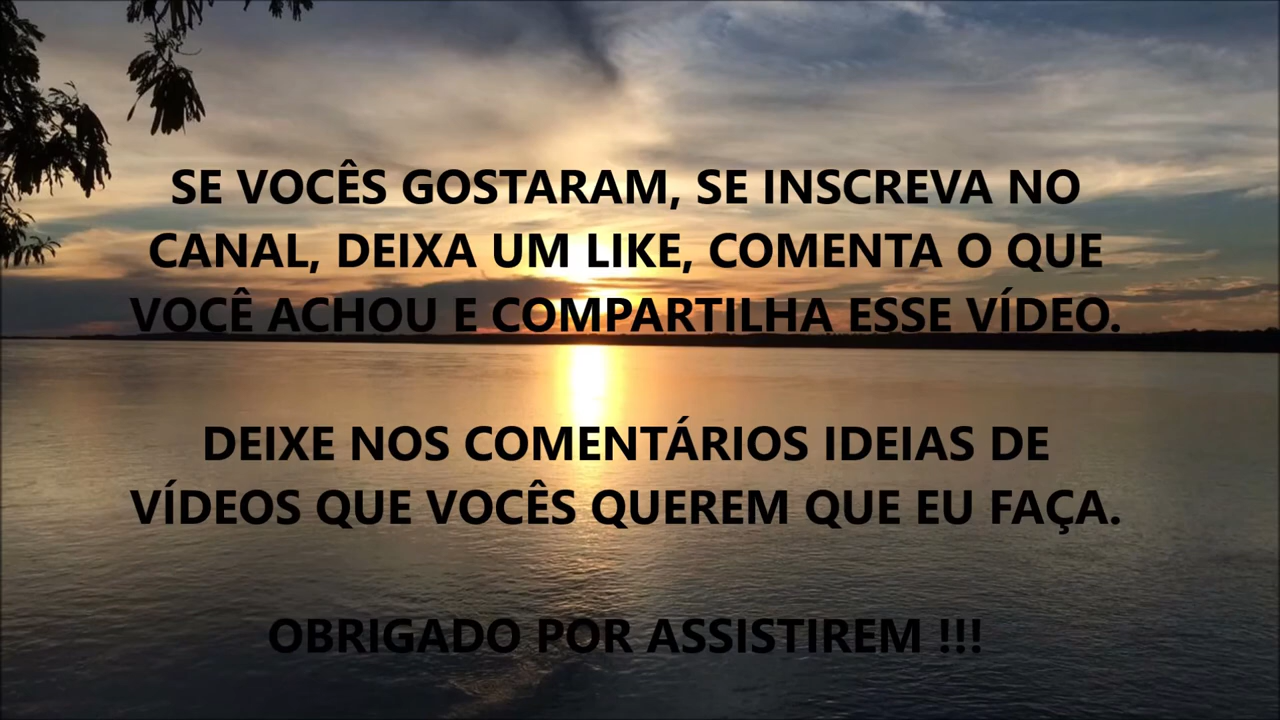 SE VOCÊS GOSTARAM, SE INSCREVA NO
CANAL, DEIXA UM LIKE, COMENTA O QUE
VOCÊ ACHOU E COMPARTILHA ESSE VÍDEO.
DEIXE NOS COMENTÁRIOS IDEIAS DE
VÍDEOS QUE VOCÊS QUEREM QUE EU FAÇA.
OBRIGADO POR ASSISTIREM !!!